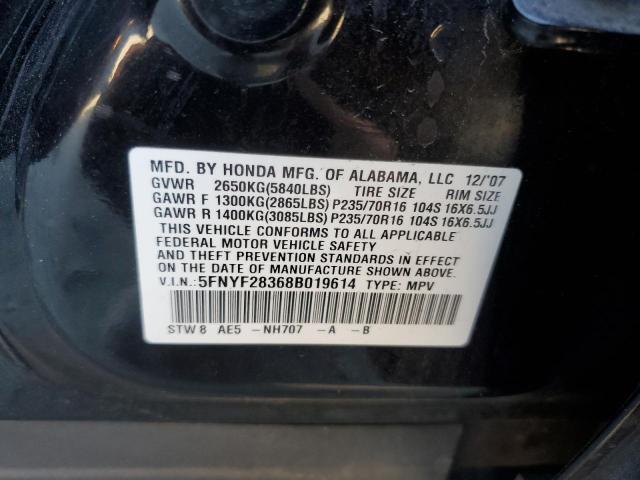 MFD. BY HONDA MFG. OF ALABAMA, LLC 12/'07
GVWR 2650KG(5840LBS) TIRE SIZE RIM SIZE
GAWR F 1300KG(2865LBS) P235/70R16 104S 16X6.5JJ
GAWR R 1400KG(3085LBS) P235/70R16 104S 16X6.5JJ
THIS VEHICLE CONFORMS TO ALL APPLICABLE
FEDERAL MOTOR VEHICLE SAFETY
AND THEFT PREVENTION STANDARDS IN EFFECT
ON THE DATE OF MANUFACTURE SHOWN ABOVE.
V.I.N.: 5FNYF28368B019614 TYPE: MPV
STW 8 AE5 -NH707 -A -B